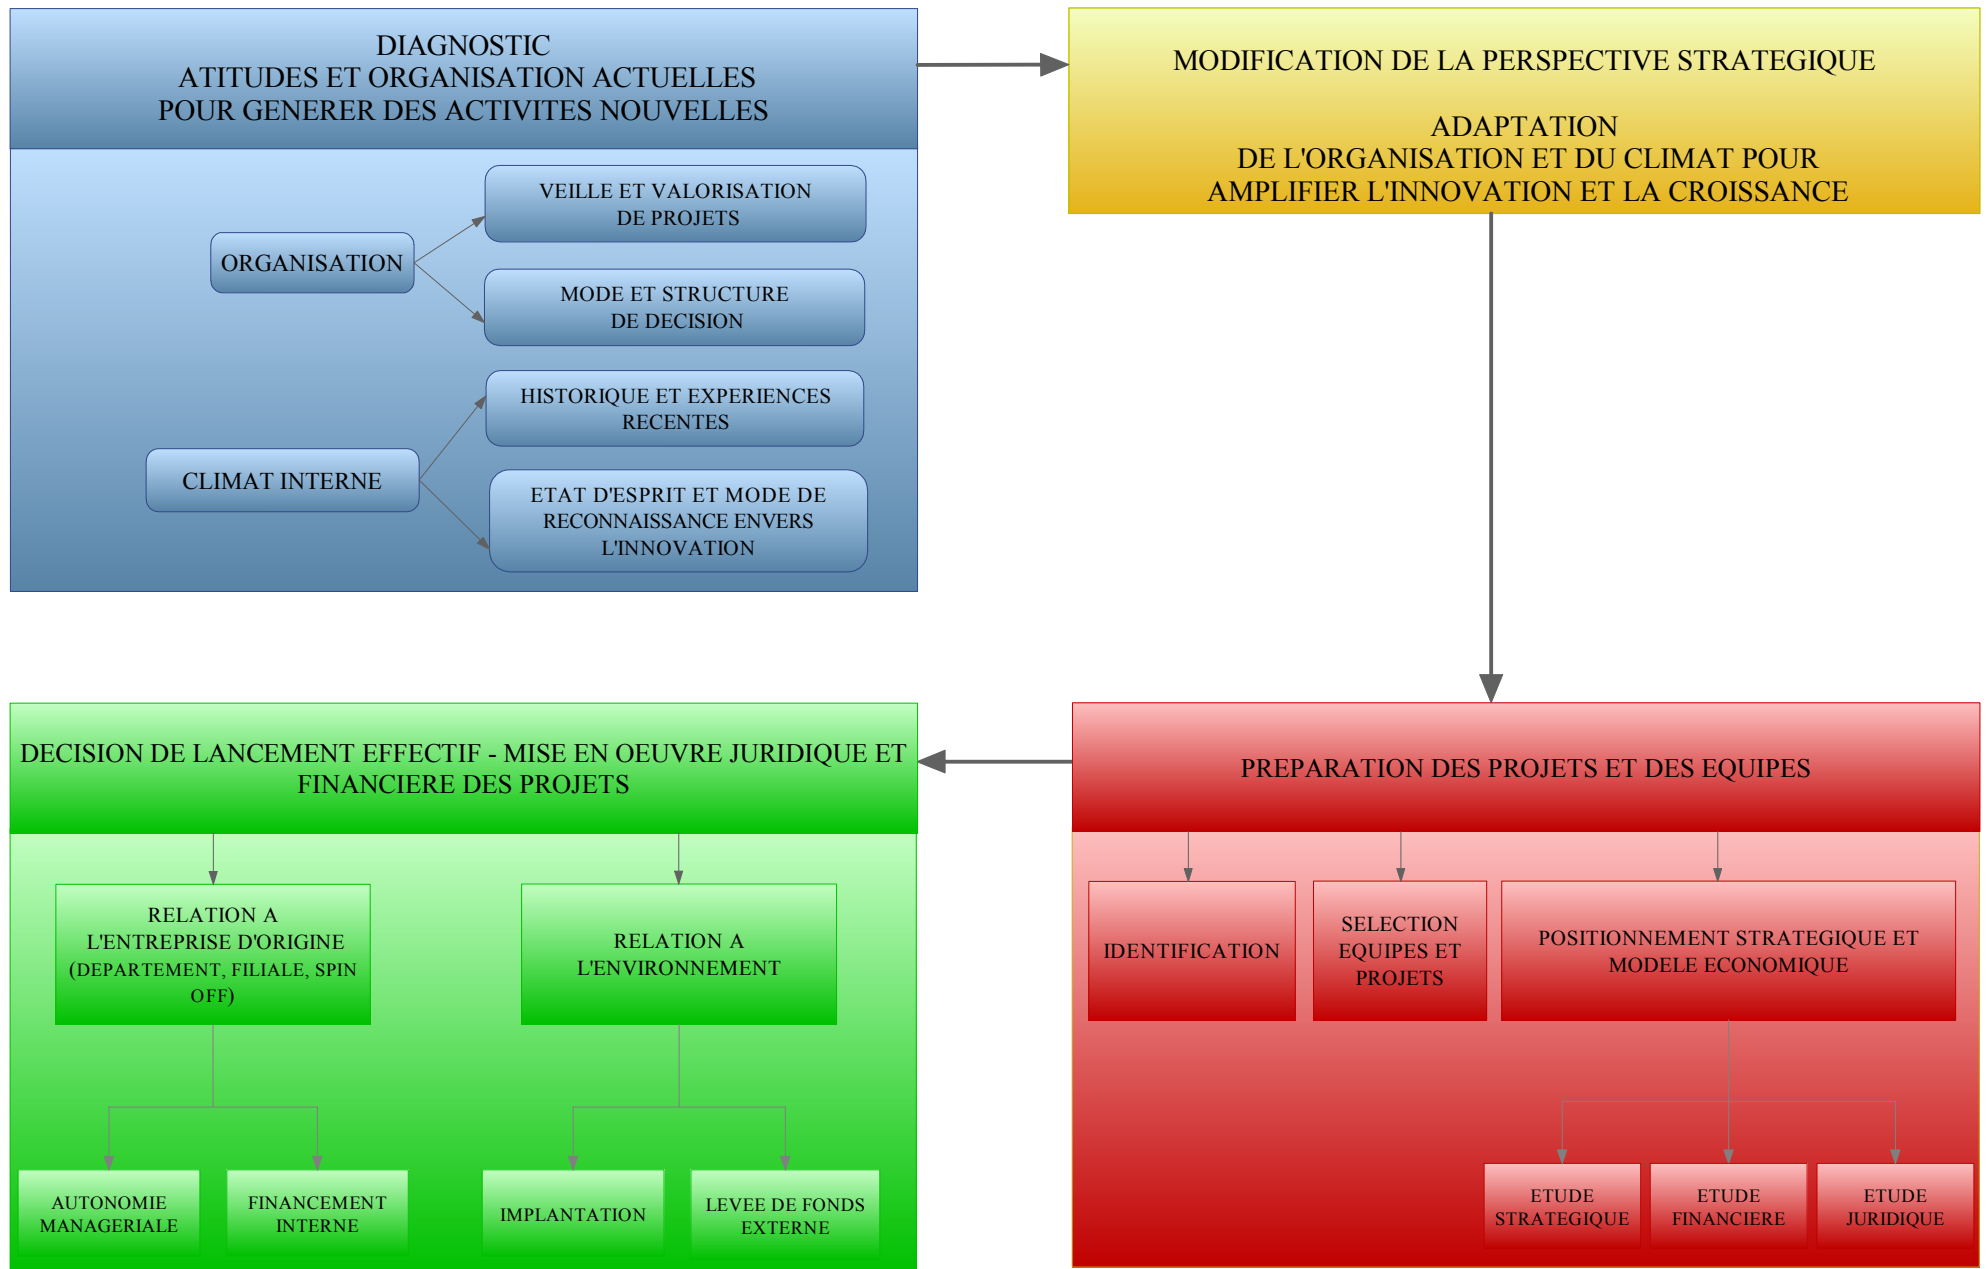 DIAGNOSTIC
ATITUDES ET ORGANISATION ACTUELLES
POUR GENERER DES ACTIVITES NOUVELLES
ORGANISATION
VEILLE ET VALORISATION
DE PROJETS
MODE ET STRUCTURE
DE DECISION
CLIMAT INTERNE
HISTORIQUE ET EXPERIENCES
RECENTES
ETAT D'ESPRIT ET MODE DE
RECONNAISSANCE ENVERS
L'INNOVATION
MODIFICATION DE LA PERSPECTIVE STRATEGIQUE
ADAPTATION
DE L'ORGANISATION ET DU CLIMAT POUR
AMPLIFIER L'INNOVATION ET LA CROISSANCE
PREPARATION DES PROJETS ET DES EQUIPES
IDENTIFICATION
SELECTION
EQUIPES ET
PROJETS
POSITIONNEMENT STRATEGIQUE ET
MODELE ECONOMIQUE
ETUDE
STRATEGIQUE
ETUDE
FINANCIERE
ETUDE
JURIDIQUE
DECISION DE LANCEMENT EFFECTIF - MISE EN OEUVRE JURIDIQUE ET
FINANCIERE DES PROJETS
RELATION A
L'ENTREPRISE D'ORIGINE
(DEPARTEMENT, FILIALE, SPIN
OFF)
RELATION A
L'ENVIRONNEMENT
AUTONOMIE
MANAGERIALE
FINANCEMENT
INTERNE
IMPLANTATION
LEVEE DE FONDS
EXTERNE